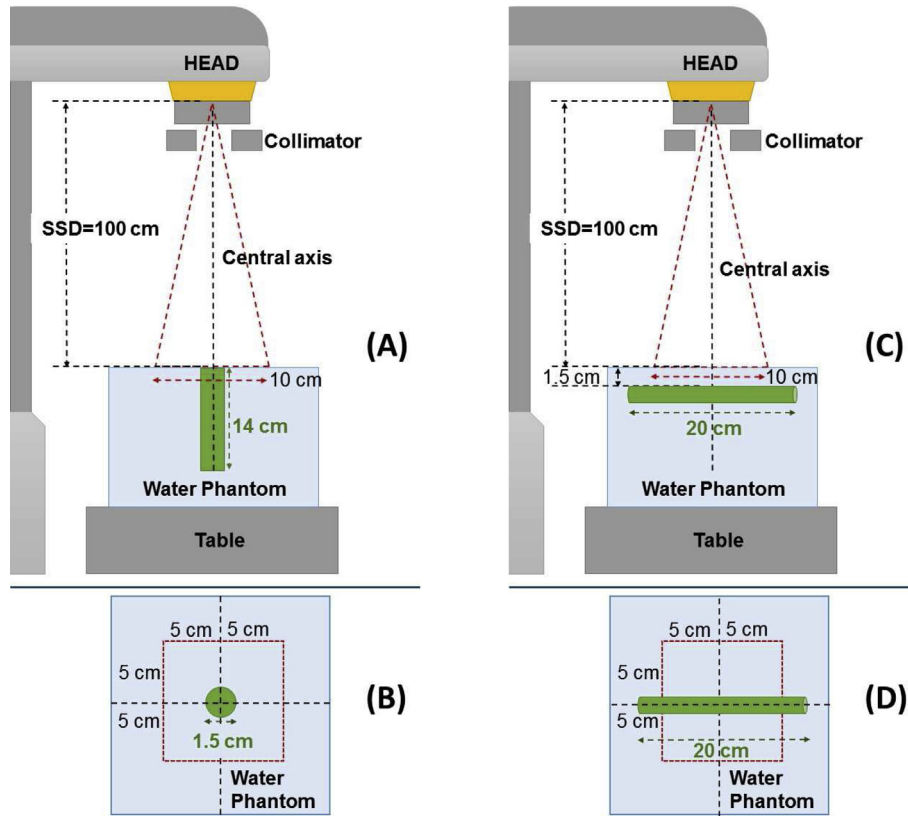 HEAD
Collimator
SSD=100 cm
Central axis
(A)
10 cm
14 cm
Water Phantom
Table
HEAD
Collimator
SSD=100 cm
Central axis
(C)
1.5 cm
10 cm
20 cm
Water Phantom
Table
5 cm 5 cm
5 cm
5 cm
(B)
1.5 cm
Water
Phantom
5 cm 5 cm
5 cm
5 cm
(D)
20 cm
Water
Phantom